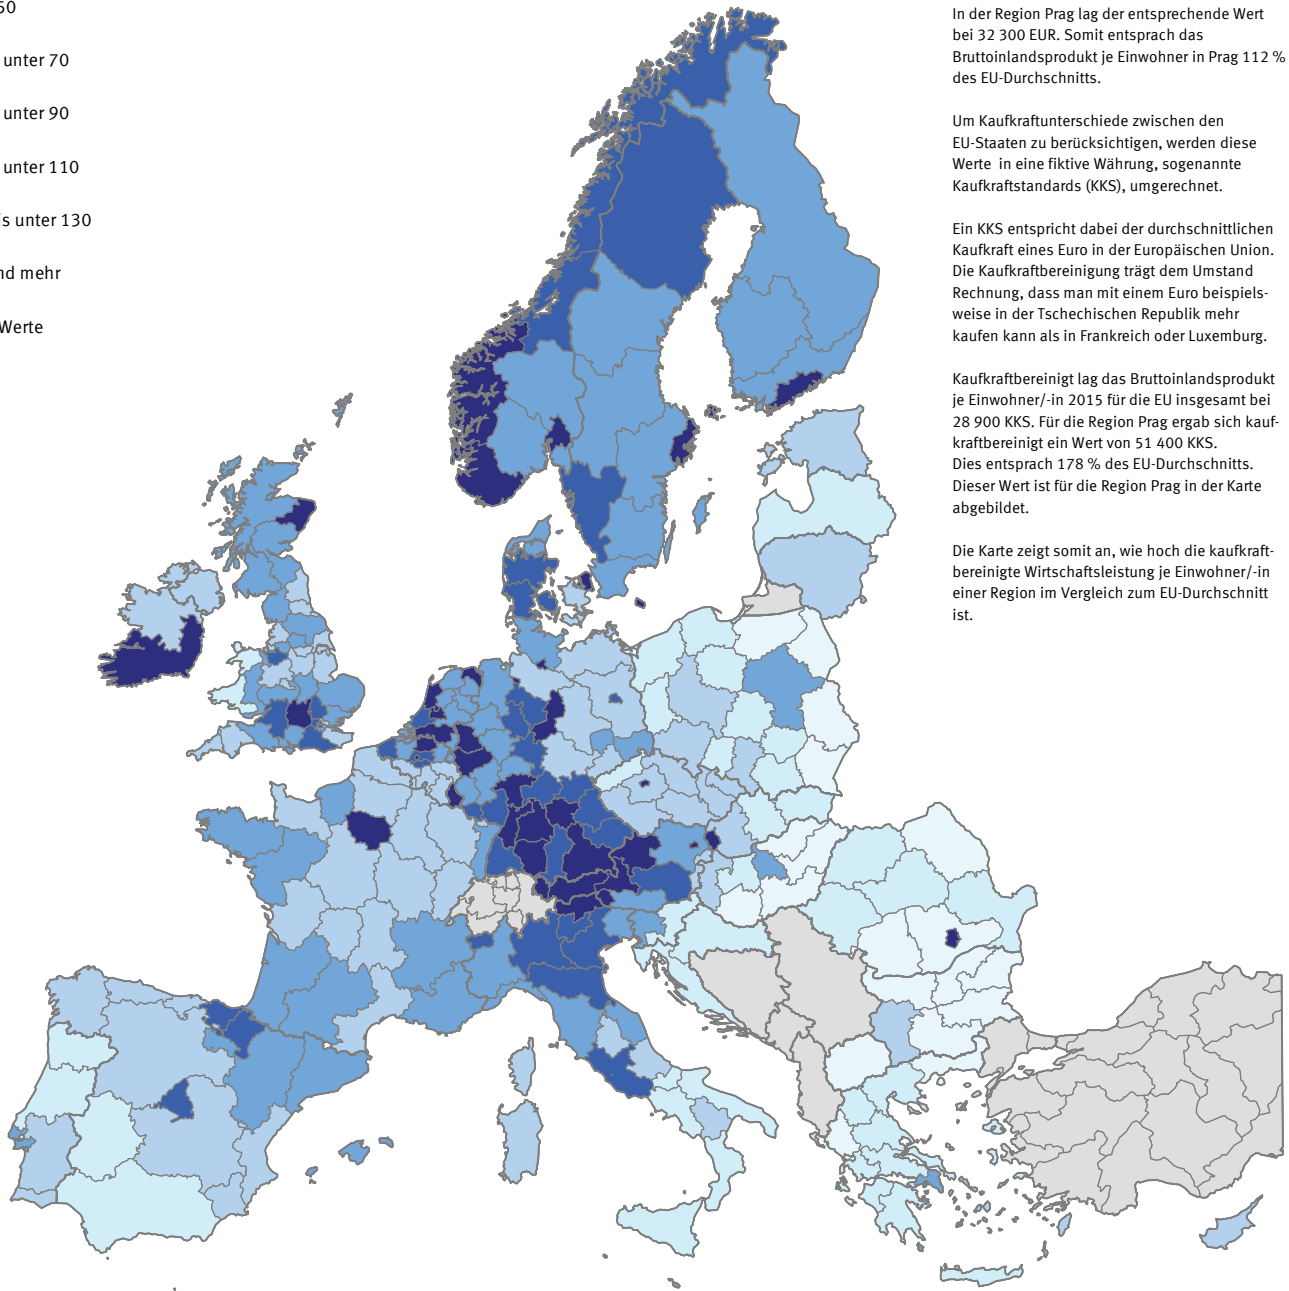 50
unter 70
unter 90
unter 110
is unter 130
nd mehr
Werte
In der Region Prag lag der entsprechende Wert
bei 32 300 EUR. Somit entsprach das
Bruttoinlandsprodukt je Einwohner in Prag 112 %
des EU-Durchschnitts.
Um Kaufkraftunterschiede zwischen den
EU-Staaten zu berücksichtigen, werden diese
Werte in eine fiktive Währung, sogenannte
Kaufkraftstandards (KKS), umgerechnet.
Ein KKS entspricht dabei der durchschnittlichen
Kaufkraft eines Euro in der Europäischen Union.
Die Kaufkraftbereinigung trägt dem Umstand
Rechnung, dass man mit einem Euro beispiels-
weise in der Tschechischen Republik mehr
kaufen kann als in Frankreich oder Luxemburg.
Kaufkraftbereinigt lag das Bruttoinlandsprodukt
je Einwohner/-in 2015 für die EU insgesamt bei
28 900 KKS. Für die Region Prag ergab sich kauf-
kraftbereinigt ein Wert von 51 400 KKS.
Dies entsprach 178 % des EU-Durchschnitts.
Dieser Wert ist für die Region Prag in der Karte
abgebildet.
Die Karte zeigt somit an, wie hoch die kaufkraft-
bereinigte Wirtschaftsleistung je Einwohner/-in
einer Region im Vergleich zum EU-Durchschnitt
ist.